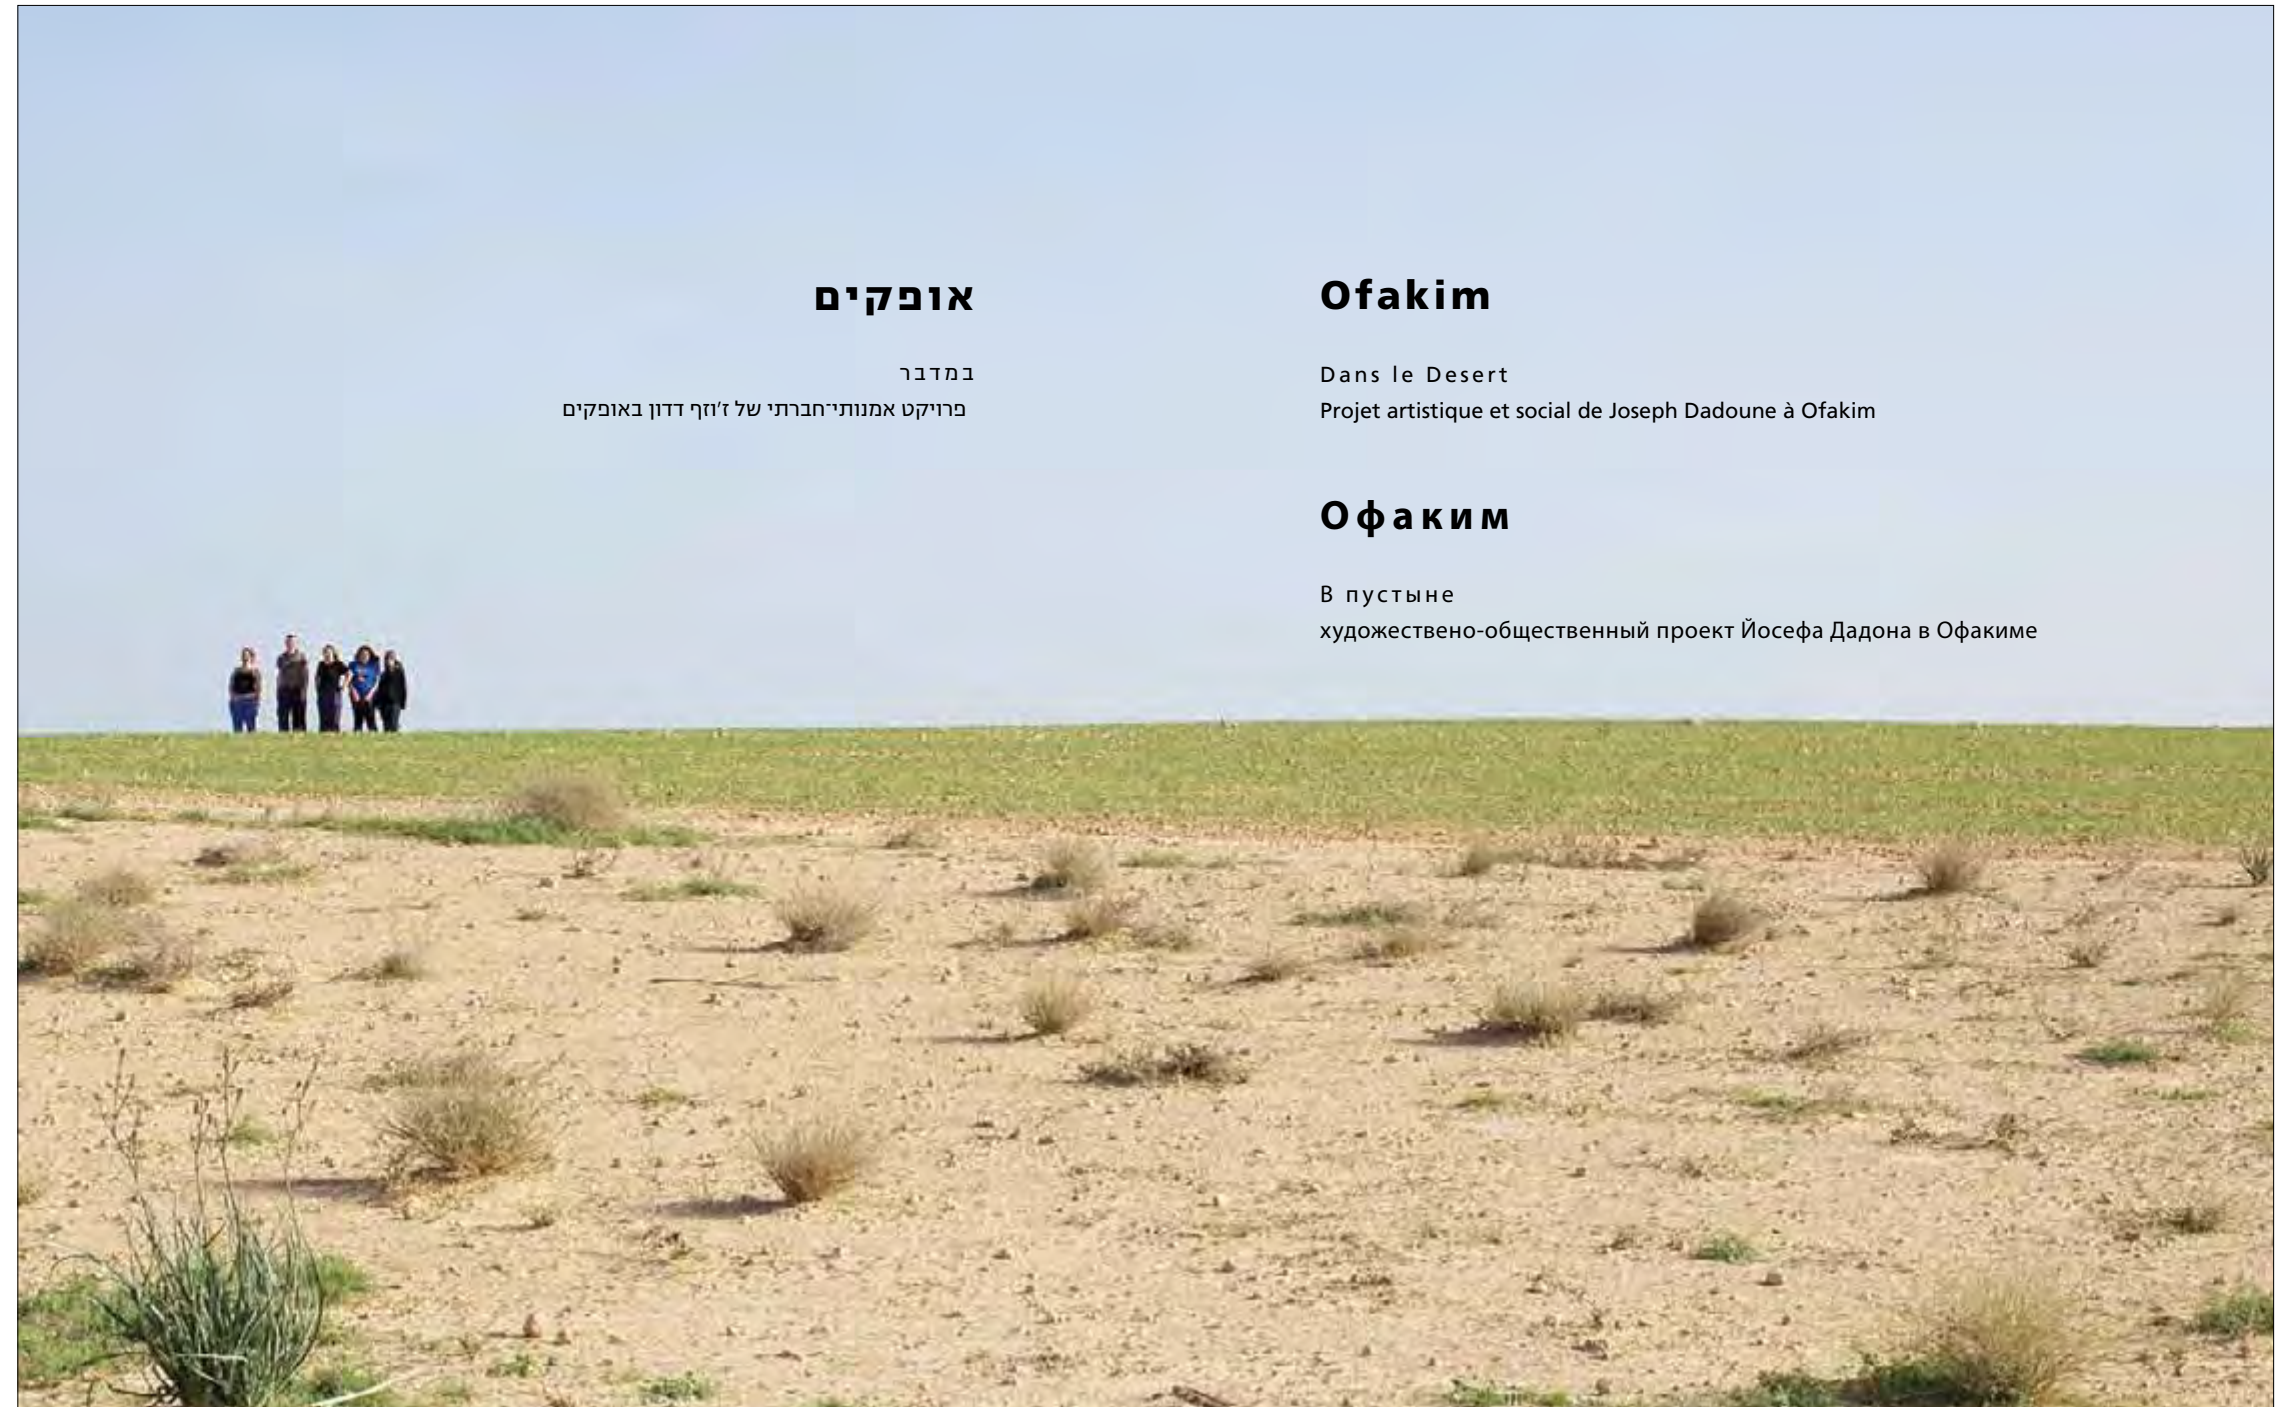 אופקים
במדבר
פרויקט אמנותי־חברתי של ז'וזף דדון באופקים
Ofakim
Dans le Desert
Projet artistique et social de Joseph Dadoune à Ofakim
Офаким
В пустыне
художествено-общественный проект Йосефа Дадона в Офакиме